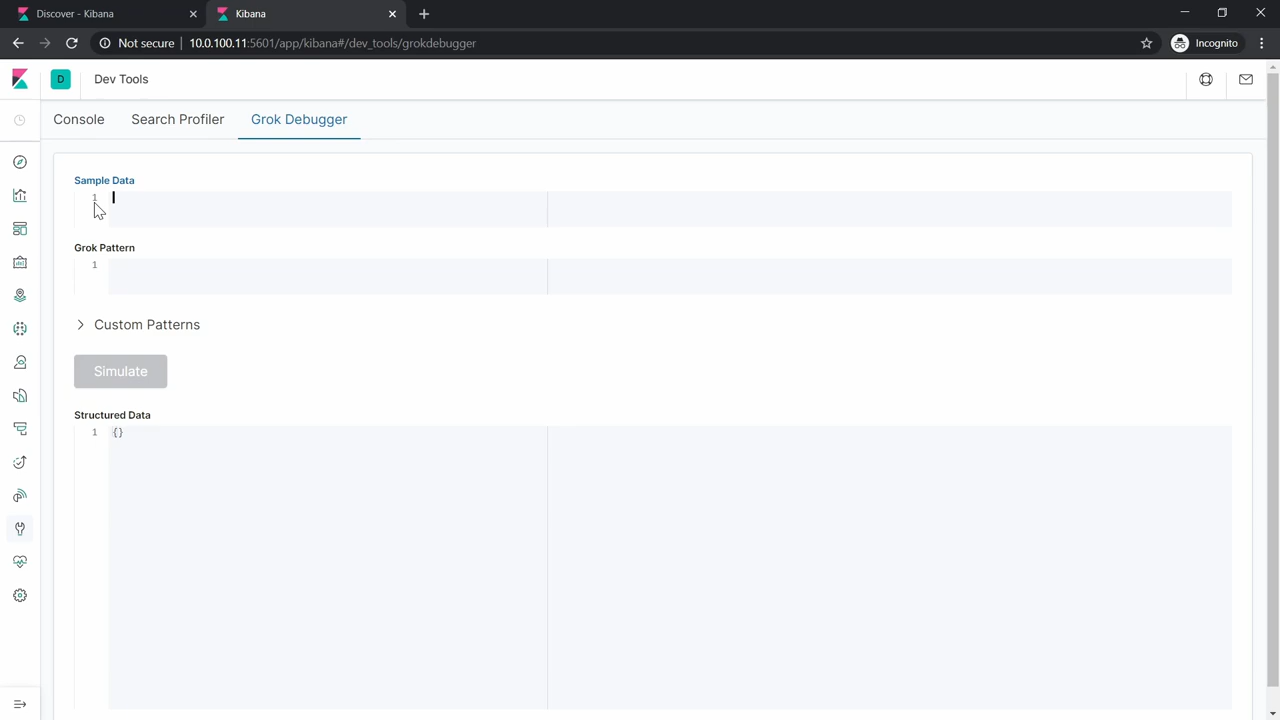 Discover - Kibana
Kibana
Not secure
10.0.100.11:5601/app/kibana#/dev_tools/grokdebugger
Incognito
D
Dev Tools
Console
Search Profiler
Grok Debugger
Sample Data
1
Grok Pattern
1
Custom Patterns
Simulate
Structured Data
1
{}